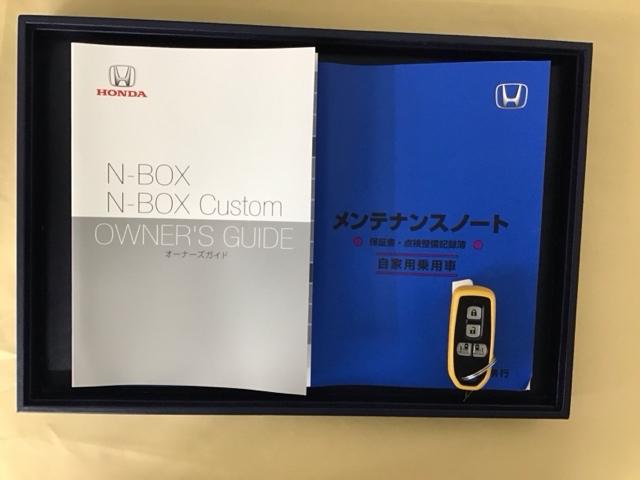 HONDA
N-BOX
N-BOX Custom
OWNER'S GUIDE
オーナーズガイド
メンテナンスノート
保証書・点検整備記録簿
自家用乗用車
行